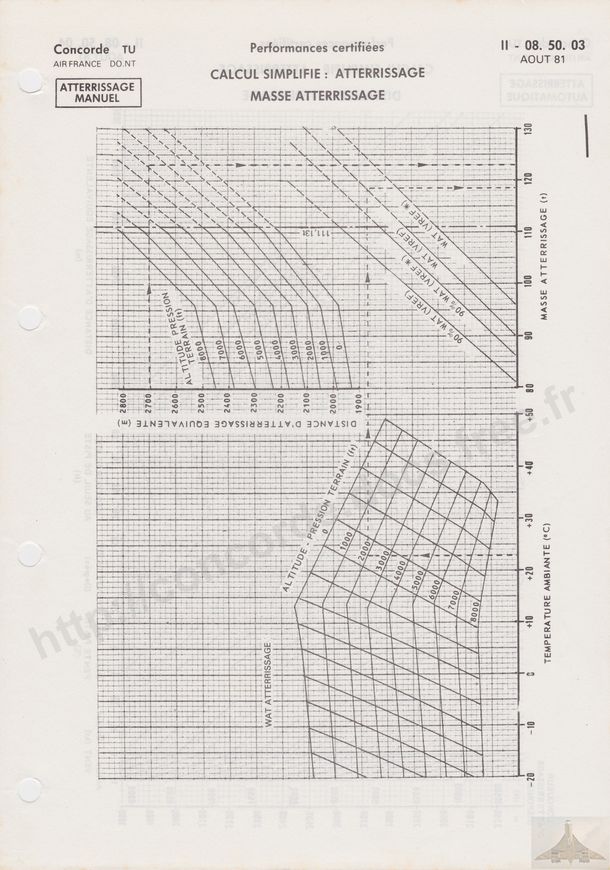 Concorde TU
AIR FRANCE DO.NT
ATTERRISSAGE
MANUEL
Performances certifiées
CALCUL SIMPLIFIE : ATTERRISSAGE
MASSE ATTERRISSAGE
II - 08. 50. 03
AOUT 81
130
120
110
100
90
80
MASSE ATTERRISSAGE (t)
WAT (VREF*)
WAT (VREF)
90% WAT (VREF*)
90% WAT (VREF)
111,13t
ALTITUDE PRESSION
TERRAIN (ft)
8000
7000
6000
5000
4000
3000
2000
1000
0
2800
2700
2600
2500
2400
2300
2200
2100
2000
1900
DISTANCE D'ATTERRISSAGE EQUIVALENTE (m)
+50
+40
+30
+20
+10
0
-10
-20
TEMPERATURE AMBIANTE (°C)
ALTITUDE - PRESSION TERRAIN (ft)
0
1000
2000
3000
4000
5000
6000
7000
8000
WAT ATTERRISSAGE